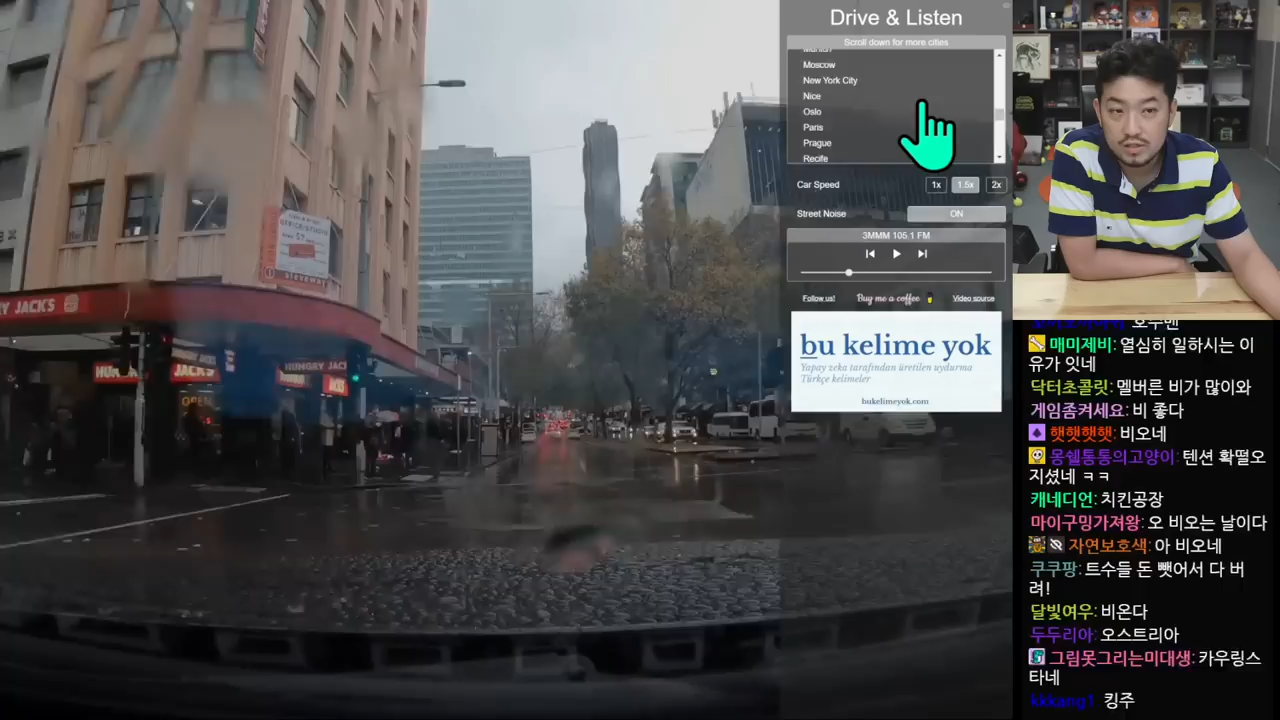 HUNGRY JACK'S
OPEN
HUNGRY JACK'S
Drive & Listen
Scroll down for more cities
Munich
Moscow
New York City
Nice
Oslo
Paris
Prague
Recife
Car Speed
1x
1.5x
2x
Street Noise
ON
3MMM 105.1 FM
Follow us!
Buy me a coffee
Video source
bu kelime yok
Yapay zeka tarafından üretilen uydurma
Türkçe kelimeler
bukelimeyok.com
매미제비: 열심히 일하시는 이
유가 잇네
닥터초콜릿: 멜버른 비가 많이와
게임좀켜세요: 비 좋다
햇햇햇햇: 비오네
몽쉘통통의고양이: 텐션 확떨오
지셨네 ㅋㅋ
캐네디언: 치킨공장
마이구밍가져왕: 오 비오는 날이다
자연보호색: 아 비오네
쿠쿠팡: 트수들 돈 뺏어서 다 버
려!
달빛여우: 비온다
두두리아: 오스트리아
그림못그리는미대생: 카우링스
타네
kkkang1 킹주